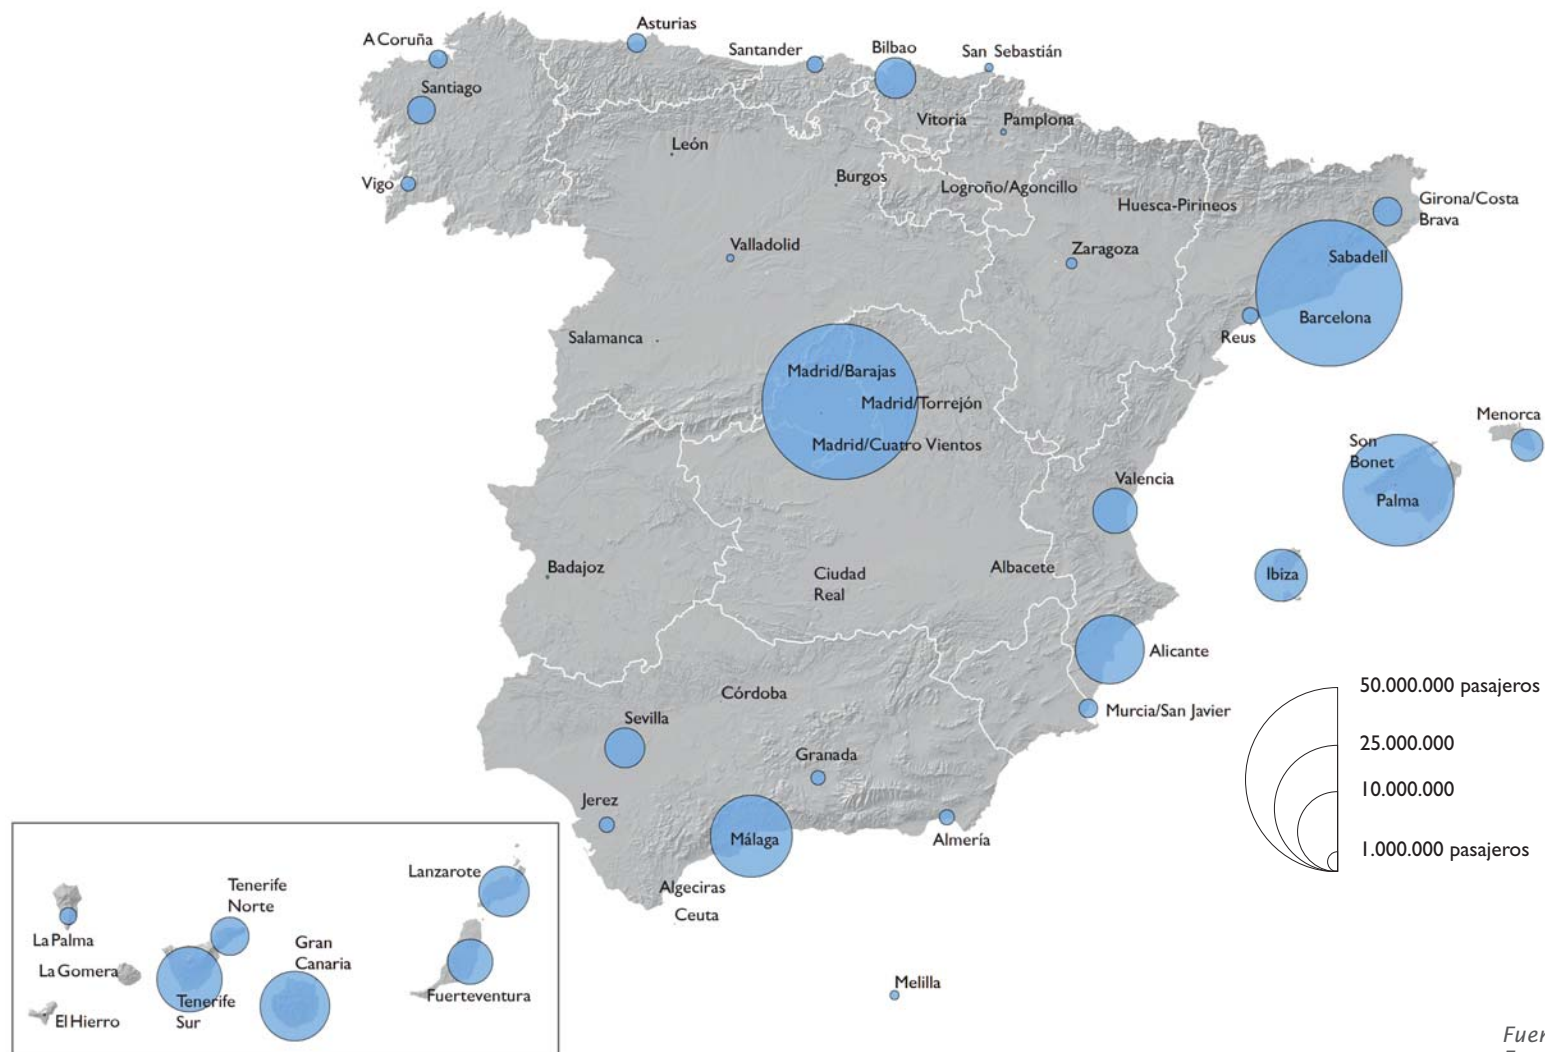 Asturias
A Coruña
Santander
Bilbao
San Sebastián
Santiago
Vitoria
Pamplona
León
Vigo
Burgos
Logroño/Agoncillo
Huesca-Pirineos
Girona/Costa
Brava
Valladolid
Zaragoza
Sabadell
Barcelona
Reus
Salamanca
Madrid/Barajas
Madrid/Torrejón
Madrid/Cuatro Vientos
Menorca
Son
Bonet
Palma
Valencia
Badajoz
Ciudad
Real
Albacete
Ibiza
Alicante
Córdoba
Murcia/San Javier
Sevilla
Granada
Jerez
Málaga
Almería
Algeciras
Ceuta
Melilla
50.000.000 pasajeros
25.000.000
10.000.000
1.000.000 pasajeros
Lanzarote
Tenerife
Norte
La Palma
Gran
Canaria
La Gomera
Fuerteventura
Tenerife
Sur
El Hierro